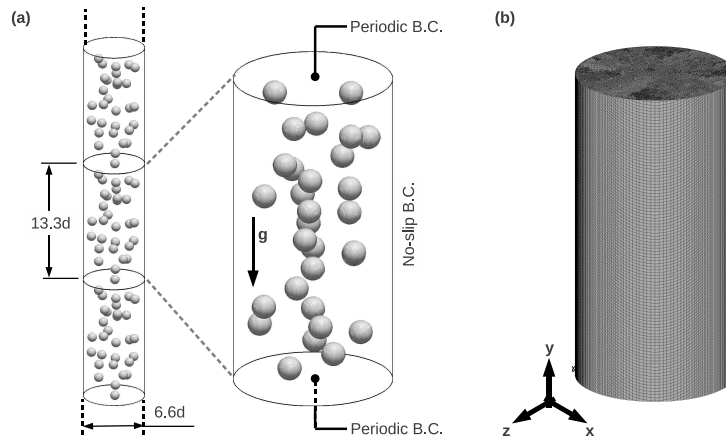 (a)
Periodic B.C.
13.3d
g
No-slip B.C.
6.6d
Periodic B.C.
(b)
y
z
x